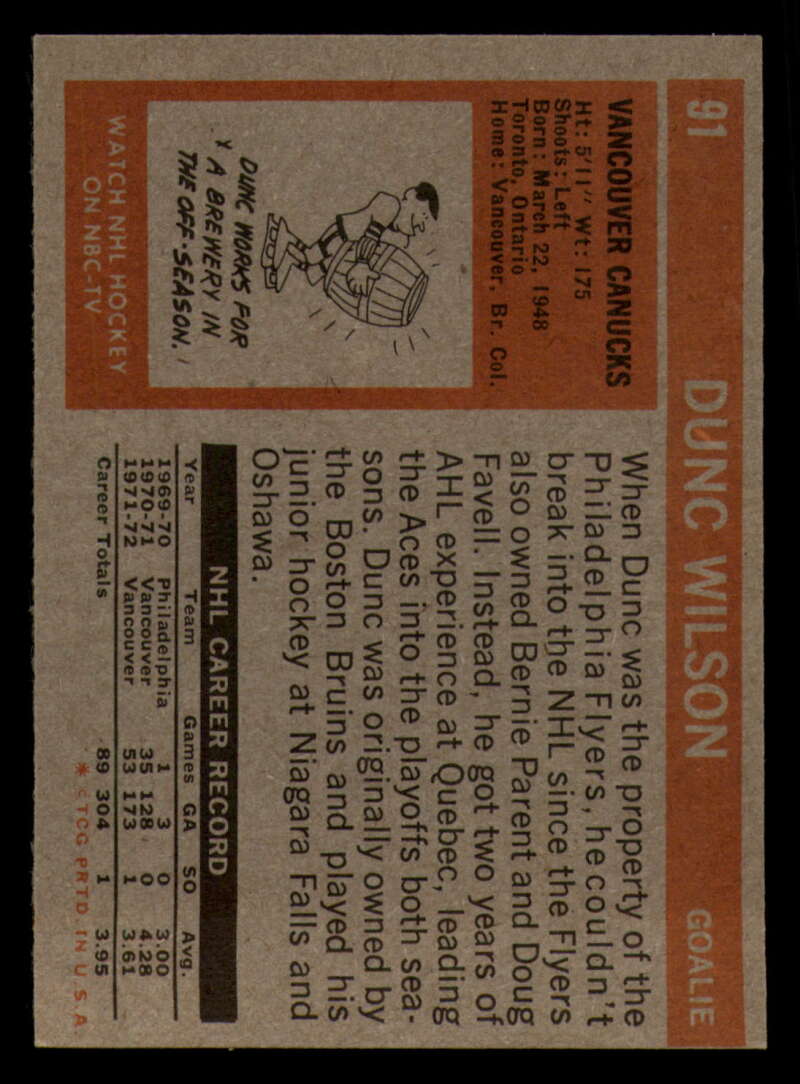 91 DUNC WILSON GOALIE
VANCOUVER CANUCKS
Ht: 5'11" Wt: 175
Shoots: Left
Born: March 22, 1948
Toronto, Ontario
Home: Vancouver, Br. Col.
DUNC WORKS FOR
A BREWERY IN
THE OFF-SEASON.
WATCH NHL HOCKEY
ON NBC-TV
When Dunc was the property of the
Philadelphia Flyers, he couldn't
break into the NHL since the Flyers
also owned Bernie Parent and Doug
Favell. Instead, he got two years of
AHL experience at Quebec, leading
the Aces into the playoffs both sea-
sons. Dunc was originally owned by
the Boston Bruins and played his
junior hockey at Niagara Falls and
Oshawa.
NHL CAREER RECORD
Year Team Games GA SO Avg.
1969-70 Philadelphia 1 3 0 3.00
1970-71 Vancouver 35 128 0 4.28
1971-72 Vancouver 53 173 1 3.61
Career Totals 89 304 1 3.95
* © TCG PRTD IN U.S.A.